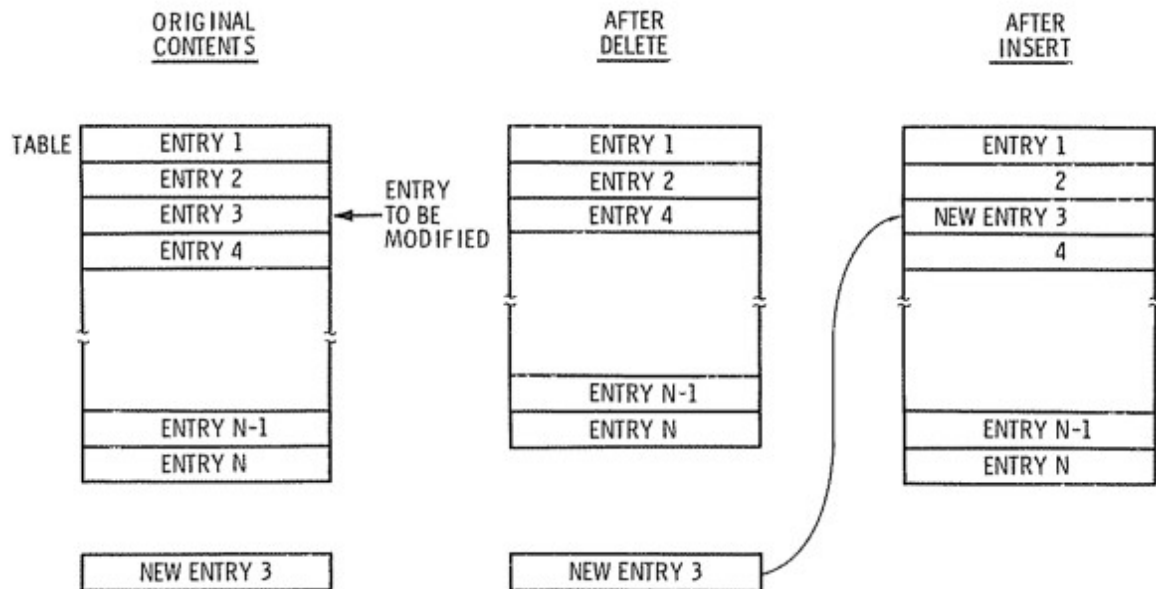 ORIGINAL
CONTENTS
AFTER
DELETE
AFTER
INSERT
TABLE
ENTRY 1
ENTRY 2
ENTRY 3
ENTRY 4
ENTRY N-1
ENTRY N
NEW ENTRY 3
ENTRY
TO BE
MODIFIED
ENTRY 1
ENTRY 2
ENTRY 4
ENTRY N-1
ENTRY N
NEW ENTRY 3
ENTRY 1
2
NEW ENTRY 3
4
ENTRY N-1
ENTRY N